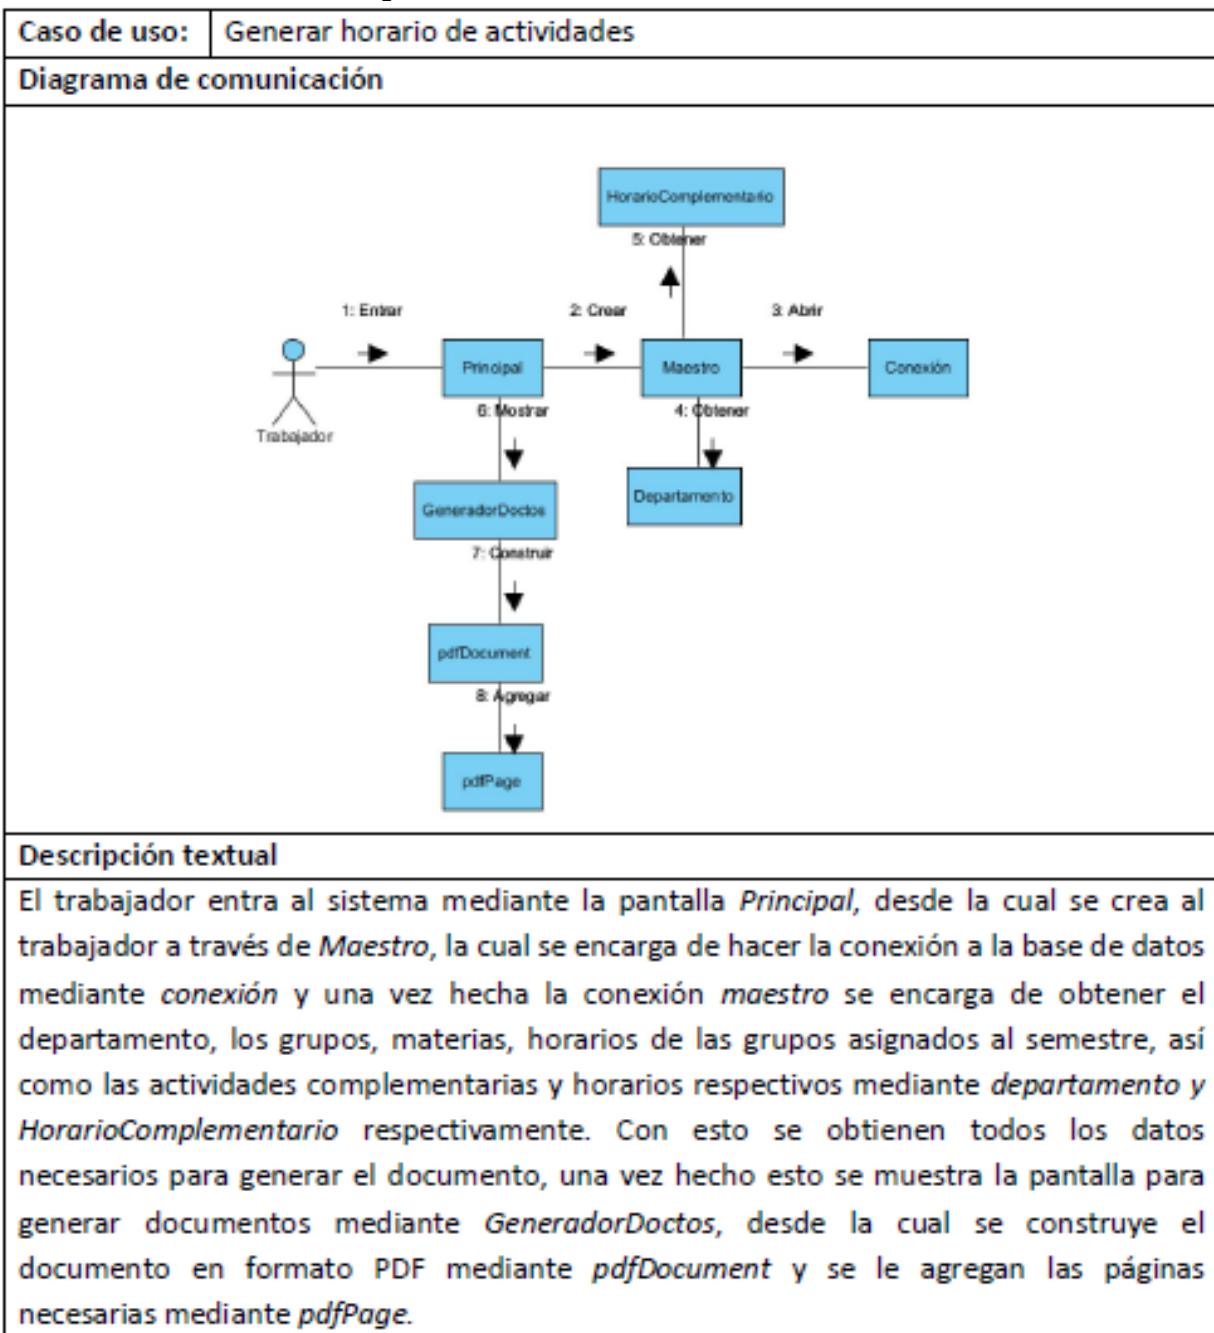 Caso de uso: Generar horario de actividades
Diagrama de comunicación
HorarioComplementario
5: Obtener
1: Entrar
2: Crear
3: Abrir
Principal
Maestro
Conexión
Trabajador
6: Mostrar
4: Obtener
GeneradorDoctos
Departamento
7: Construir
pdfDocument
8: Agregar
pdfPage
Descripción textual
El trabajador entra al sistema mediante la pantalla Principal, desde la cual se crea al
trabajador a través de Maestro, la cual se encarga de hacer la conexión a la base de datos
mediante conexión y una vez hecha la conexión maestro se encarga de obtener el
departamento, los grupos, materias, horarios de las grupos asignados al semestre, así
como las actividades complementarias y horarios respectivos mediante departamento y
HorarioComplementario respectivamente. Con esto se obtienen todos los datos
necesarios para generar el documento, una vez hecho esto se muestra la pantalla para
generar documentos mediante GeneradorDoctos, desde la cual se construye el
documento en formato PDF mediante pdfDocument y se le agregan las páginas
necesarias mediante pdfPage.